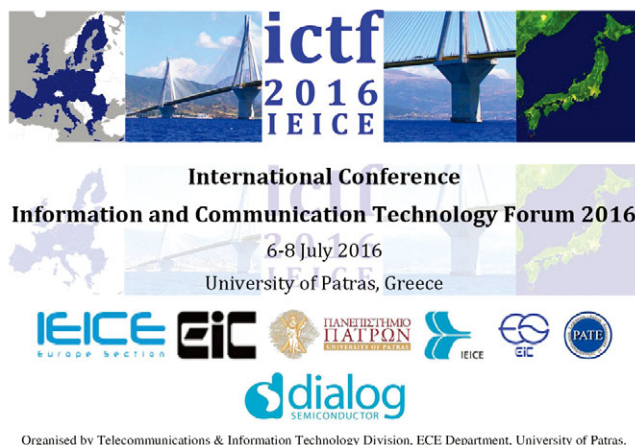 ictf
2016
IEICE
International Conference
Information and Communication Technology Forum 2016
6-8 July 2016
University of Patras, Greece
IEICE
Europe Section
EiC
ΠΑΝΕΠΙΣΤΗΜΙΟ
ΠΑΤΡΩΝ
UNIVERSITY OF PATRAS
IEICE
EIC
PATE
dialog
SEMICONDUCTOR
Organised by Telecommunications & Information Technology Division, ECE Department, University of Patras.